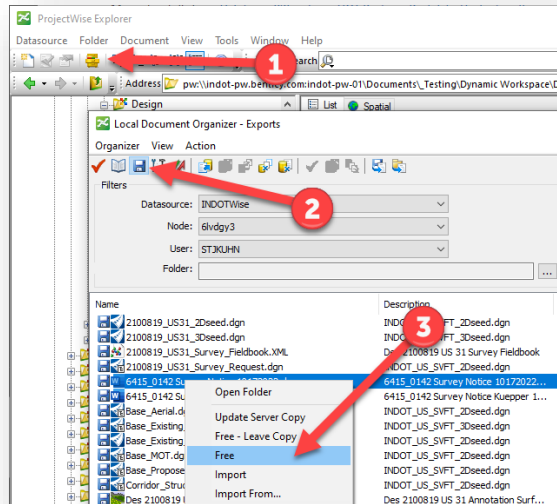 ProjectWise Explorer
Datasource Folder Document View Tools Window Help
1
Address pw:\\indot-pw.bentley.com:indot-pw-01\Documents\_Testing\Dynamic Workspace\D
Design
List Spatial
Local Document Organizer - Exports
Organizer View Action
Filters
2
Datasource: INDOTWise
Node: 6lvdgy3
User: STJKUHN
Folder:
...
Name Description
3
2100819_US31_2Dseed.dgn INDOT_US_SVFT_2Dseed.dgn
2100819_US31_3Dseed.dgn INDOT_US_SVFT_3Dseed.dgn
2100819_US31_Survey_Fieldbook.XML Des 2100819 US 31 Survey Fieldbook
2100819_US31_Survey_Request.dgn INDOT_US_SVFT_2Dseed.dgn
6415_0142 Survey Notice 10172022 6415_0142 Survey Notice 10172022...
6415_0142 Su 6415_0142 Survey Notice Kuepper 1...
Base_Aerial.dg INDOT_US_SVFT_2Dseed.dgn
Base_Existing_ INDOT_US_SVFT_2Dseed.dgn
Base_Existing_ INDOT_US_SVFT_2Dseed.dgn
Base_MOT.dg INDOT_US_SVFT_2Dseed.dgn
Base_Propose INDOT_US_SVFT_2Dseed.dgn
Corridor_Struc INDOT_US_SVFT_2Dseed.dgn
Des 2100819 U Des 2100819 US 31 Annotation Surf...
Open Folder
Update Server Copy
Free - Leave Copy
Free
Import
Import From...